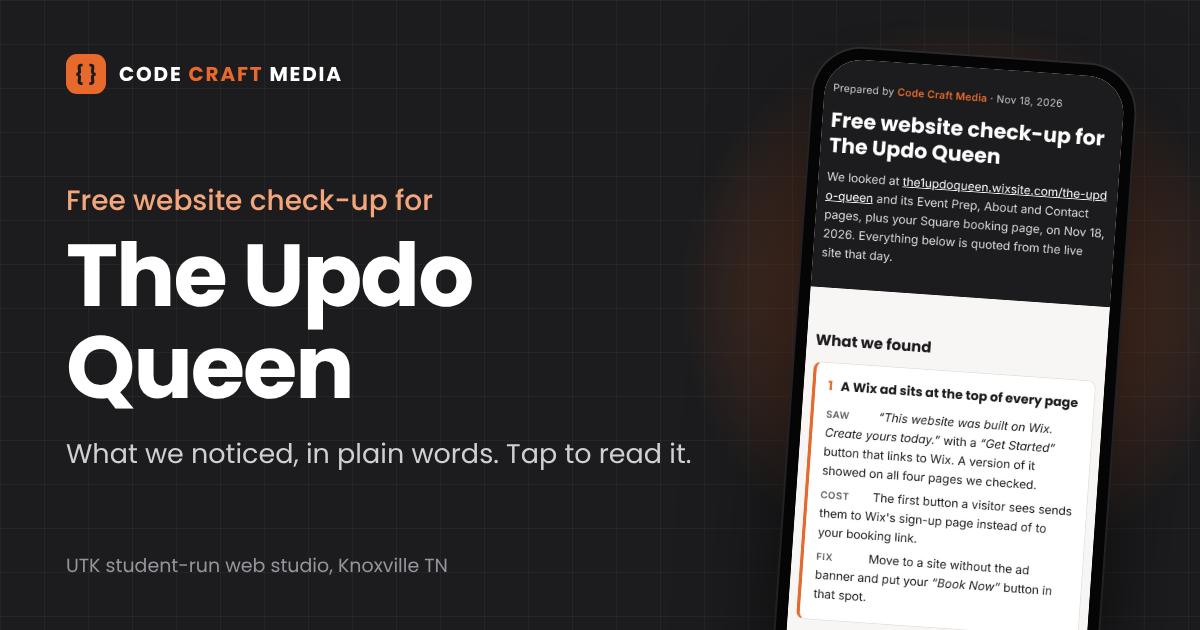 { }
CODE CRAFT MEDIA
Free website check-up for
The Updo
Queen
What we noticed, in plain words. Tap to read it.
UTK student-run web studio, Knoxville TN
Prepared by Code Craft Media · Nov 18, 2026
Free website check-up for
The Updo Queen
We looked at the1updoqueen.wixsite.com/the-upd
o-queen and its Event Prep, About and Contact
pages, plus your Square booking page, on Nov 18,
2026. Everything below is quoted from the live
site that day.
What we found
1 A Wix ad sits at the top of every page
SAW “This website was built on Wix.
Create yours today.” with a “Get Started”
button that links to Wix. A version of it
showed on all four pages we checked.
COST The first button a visitor sees sends
them to Wix's sign-up page instead of to
your booking link.
FIX Move to a site without the ad
banner and put your “Book Now” button in
that spot.